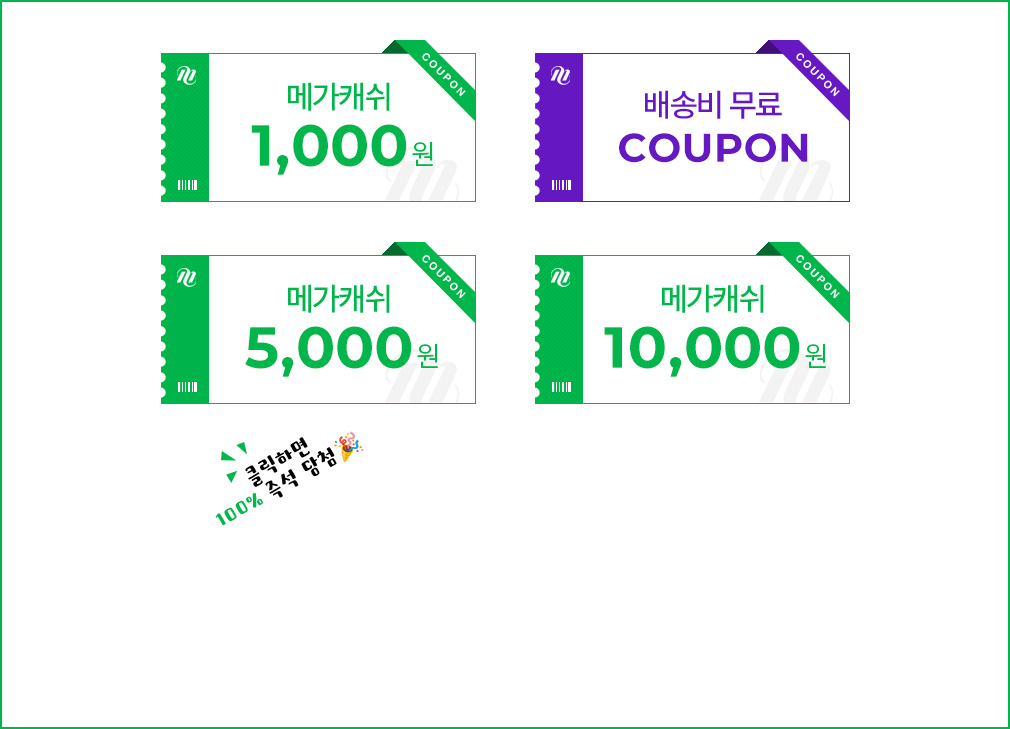 COUPON
메가캐쉬
1,000원
COUPON
배송비 무료
COUPON
COUPON
메가캐쉬
5,000원
COUPON
메가캐쉬
10,000원
클릭하면
100% 즉석 당첨